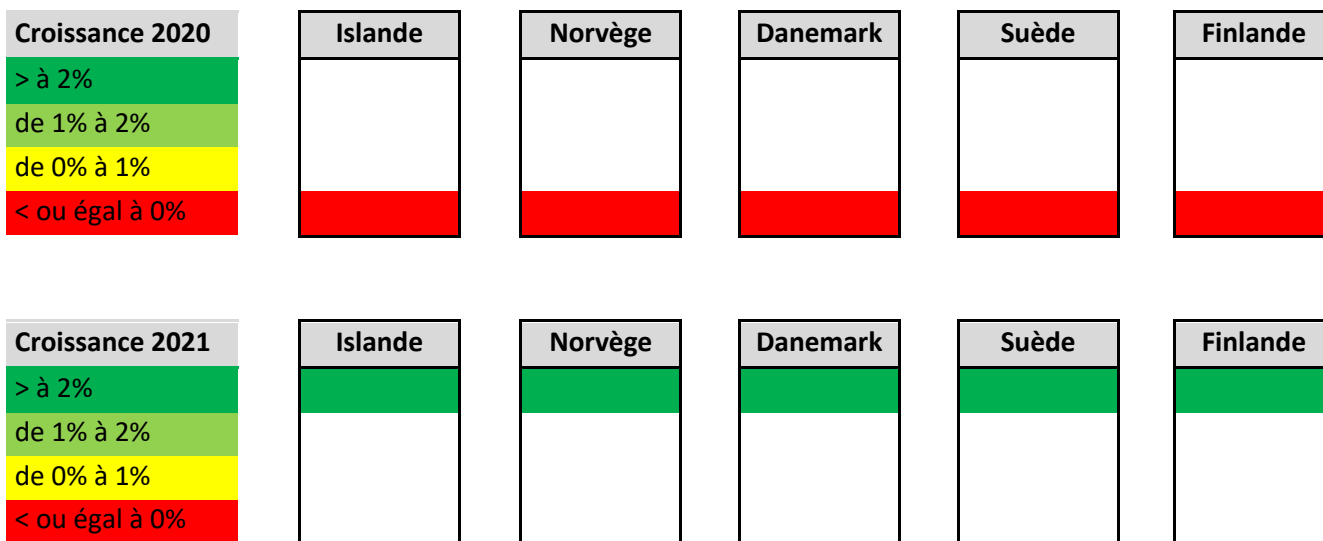 Croissance 2020 Islande Norvège Danemark Suède Finlande
> à 2%
de 1% à 2%
de 0% à 1%
< ou égal à 0%
Croissance 2021 Islande Norvège Danemark Suède Finlande
> à 2%
de 1% à 2%
de 0% à 1%
< ou égal à 0%